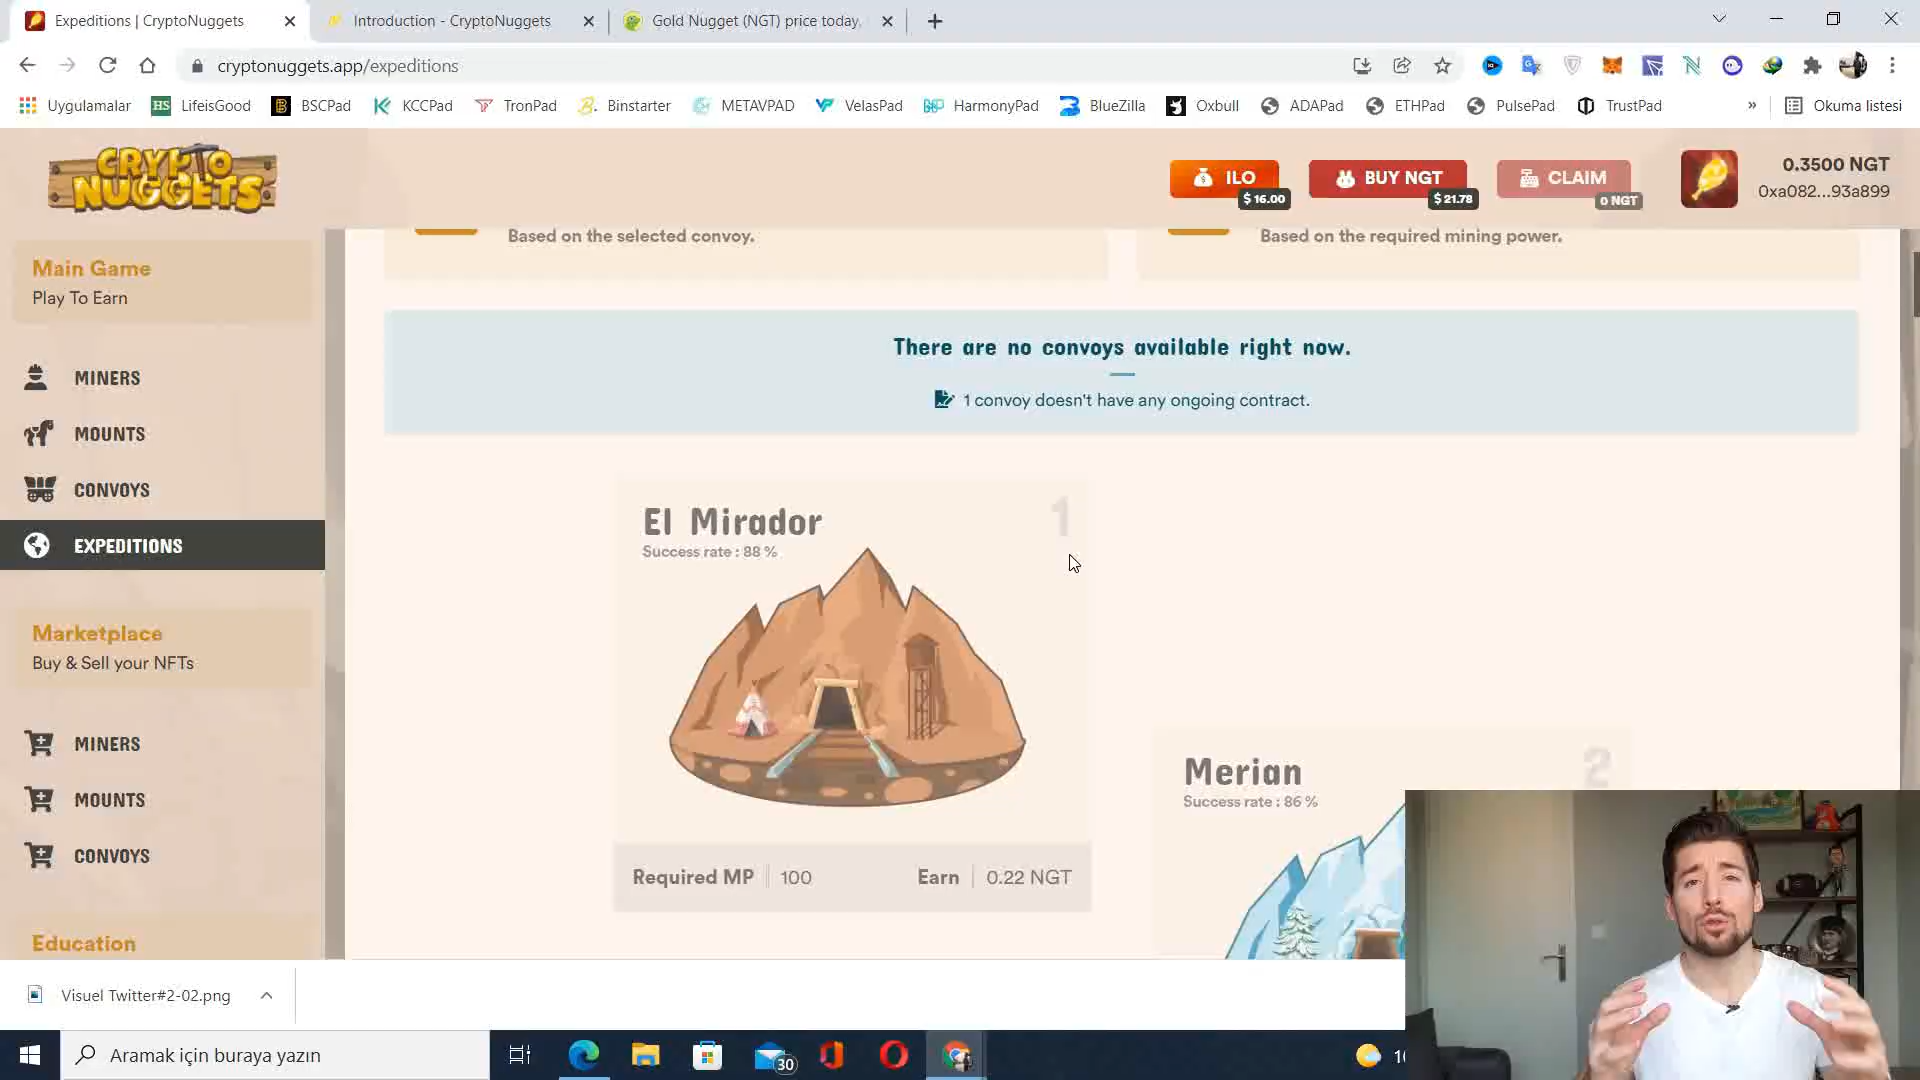 Expeditions | CryptoNuggets
Introduction - CryptoNuggets
Gold Nugget (NGT) price today,
cryptonuggets.app/expeditions
Uygulamalar
HS LifeisGood
BSCPad
KCCPad
TronPad
Binstarter
METAVPAD
VelasPad
HarmonyPad
BlueZilla
Oxbull
ADAPad
ETHPad
PulsePad
TrustPad
»
Okuma listesi
CRYPTO
NUGGETS
ILO
$ 16.00
BUY NGT
$ 21.78
CLAIM
0 NGT
0.3500 NGT
0xa082...93a899
Main Game
Play To Earn
MINERS
MOUNTS
CONVOYS
EXPEDITIONS
Marketplace
Buy & Sell your NFTs
MINERS
MOUNTS
CONVOYS
Education
Based on the selected convoy.
Based on the required mining power.
There are no convoys available right now.
1 convoy doesn't have any ongoing contract.
El Mirador
1
Success rate : 88 %
Required MP 100
Earn 0.22 NGT
Merian
2
Success rate : 86 %
Visuel Twitter#2-02.png
Aramak için buraya yazın
30